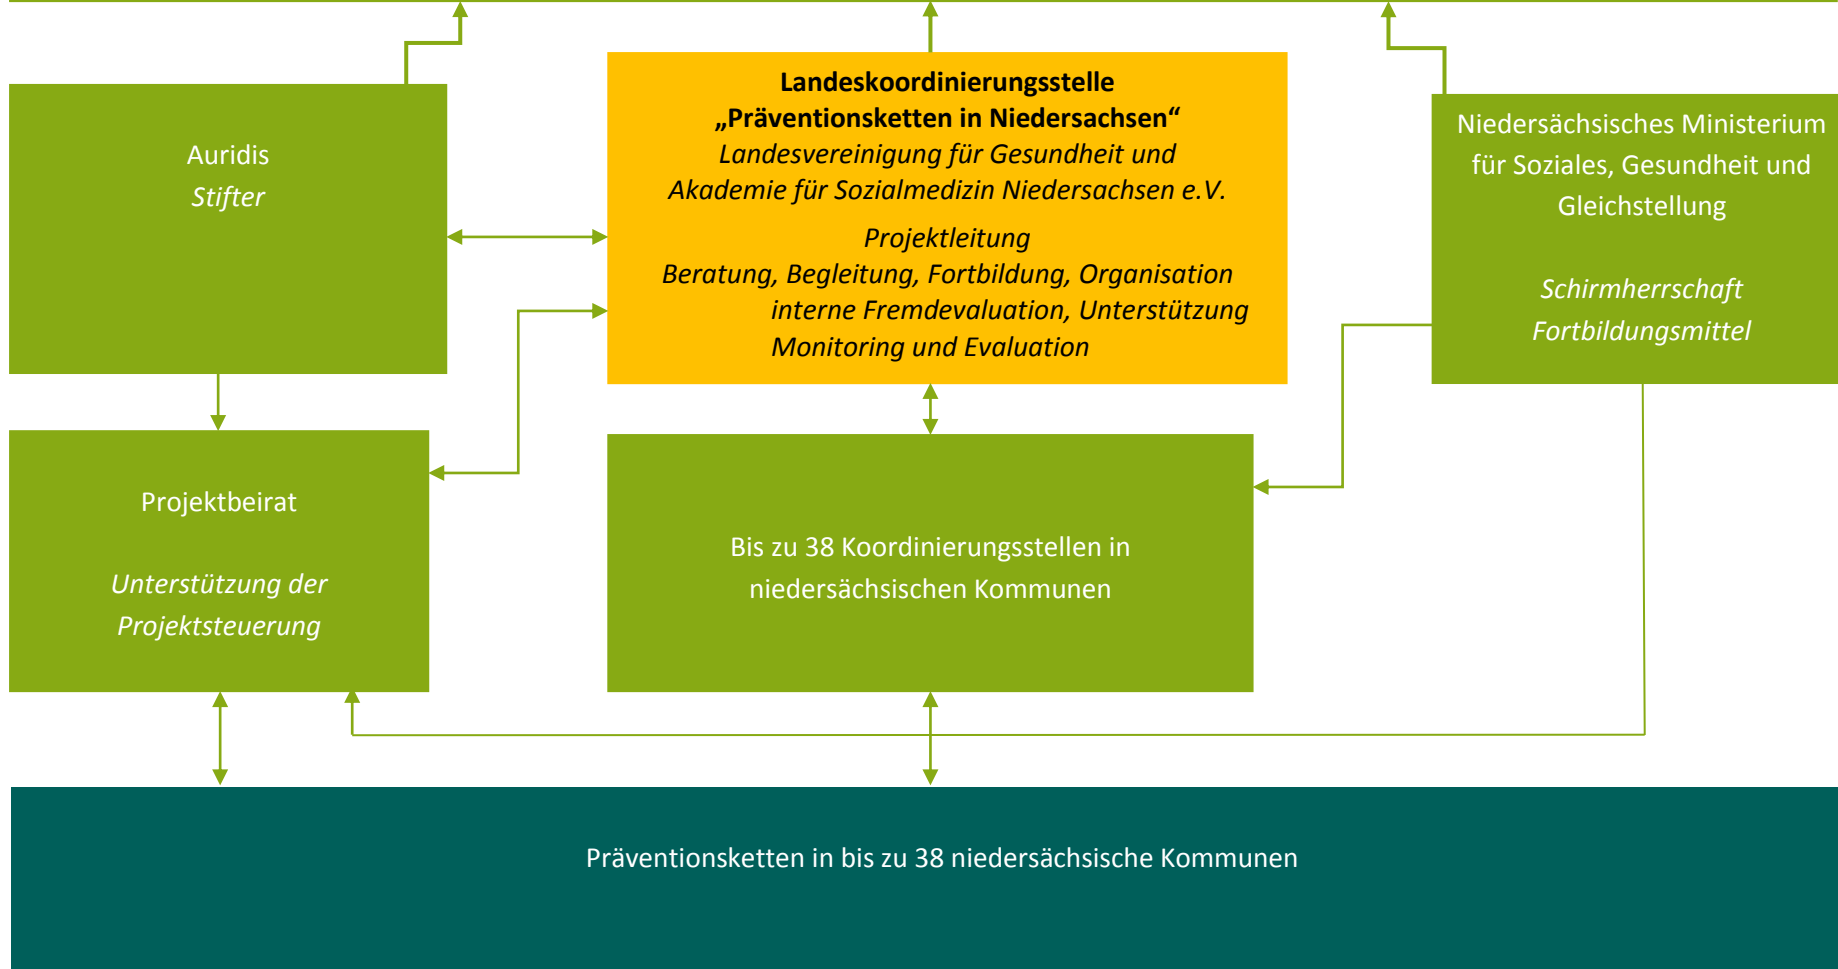 Landeskoordinierungsstelle
„Präventionsketten in Niedersachsen“
Landesvereinigung für Gesundheit und
Akademie für Sozialmedizin Niedersachsen e.V.
Projektleitung
Beratung, Begleitung, Fortbildung, Organisation
interne Fremdevaluation, Unterstützung
Monitoring und Evaluation
Auridis
Stifter
Niedersächsisches Ministerium
für Soziales, Gesundheit und
Gleichstellung
Schirmherrschaft
Fortbildungsmittel
Projektbeirat
Unterstützung der
Projektsteuerung
Bis zu 38 Koordinierungsstellen in
niedersächsischen Kommunen
Präventionsketten in bis zu 38 niedersächsische Kommunen